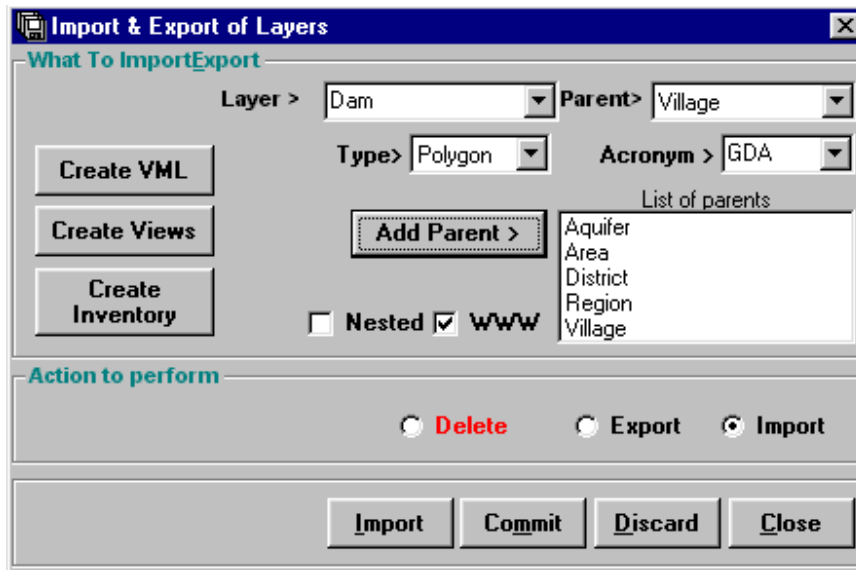 Import & Export of Layers
What To ImportExport
Layer > Dam Parent> Village
Type> Polygon Acronym > GDA
Create VML
List of parents
Create Views
Add Parent >
Aquifer
Area
District
Region
Village
Create
Inventory
Nested WWW
Action to perform
Delete Export Import
Import Commit Discard Close